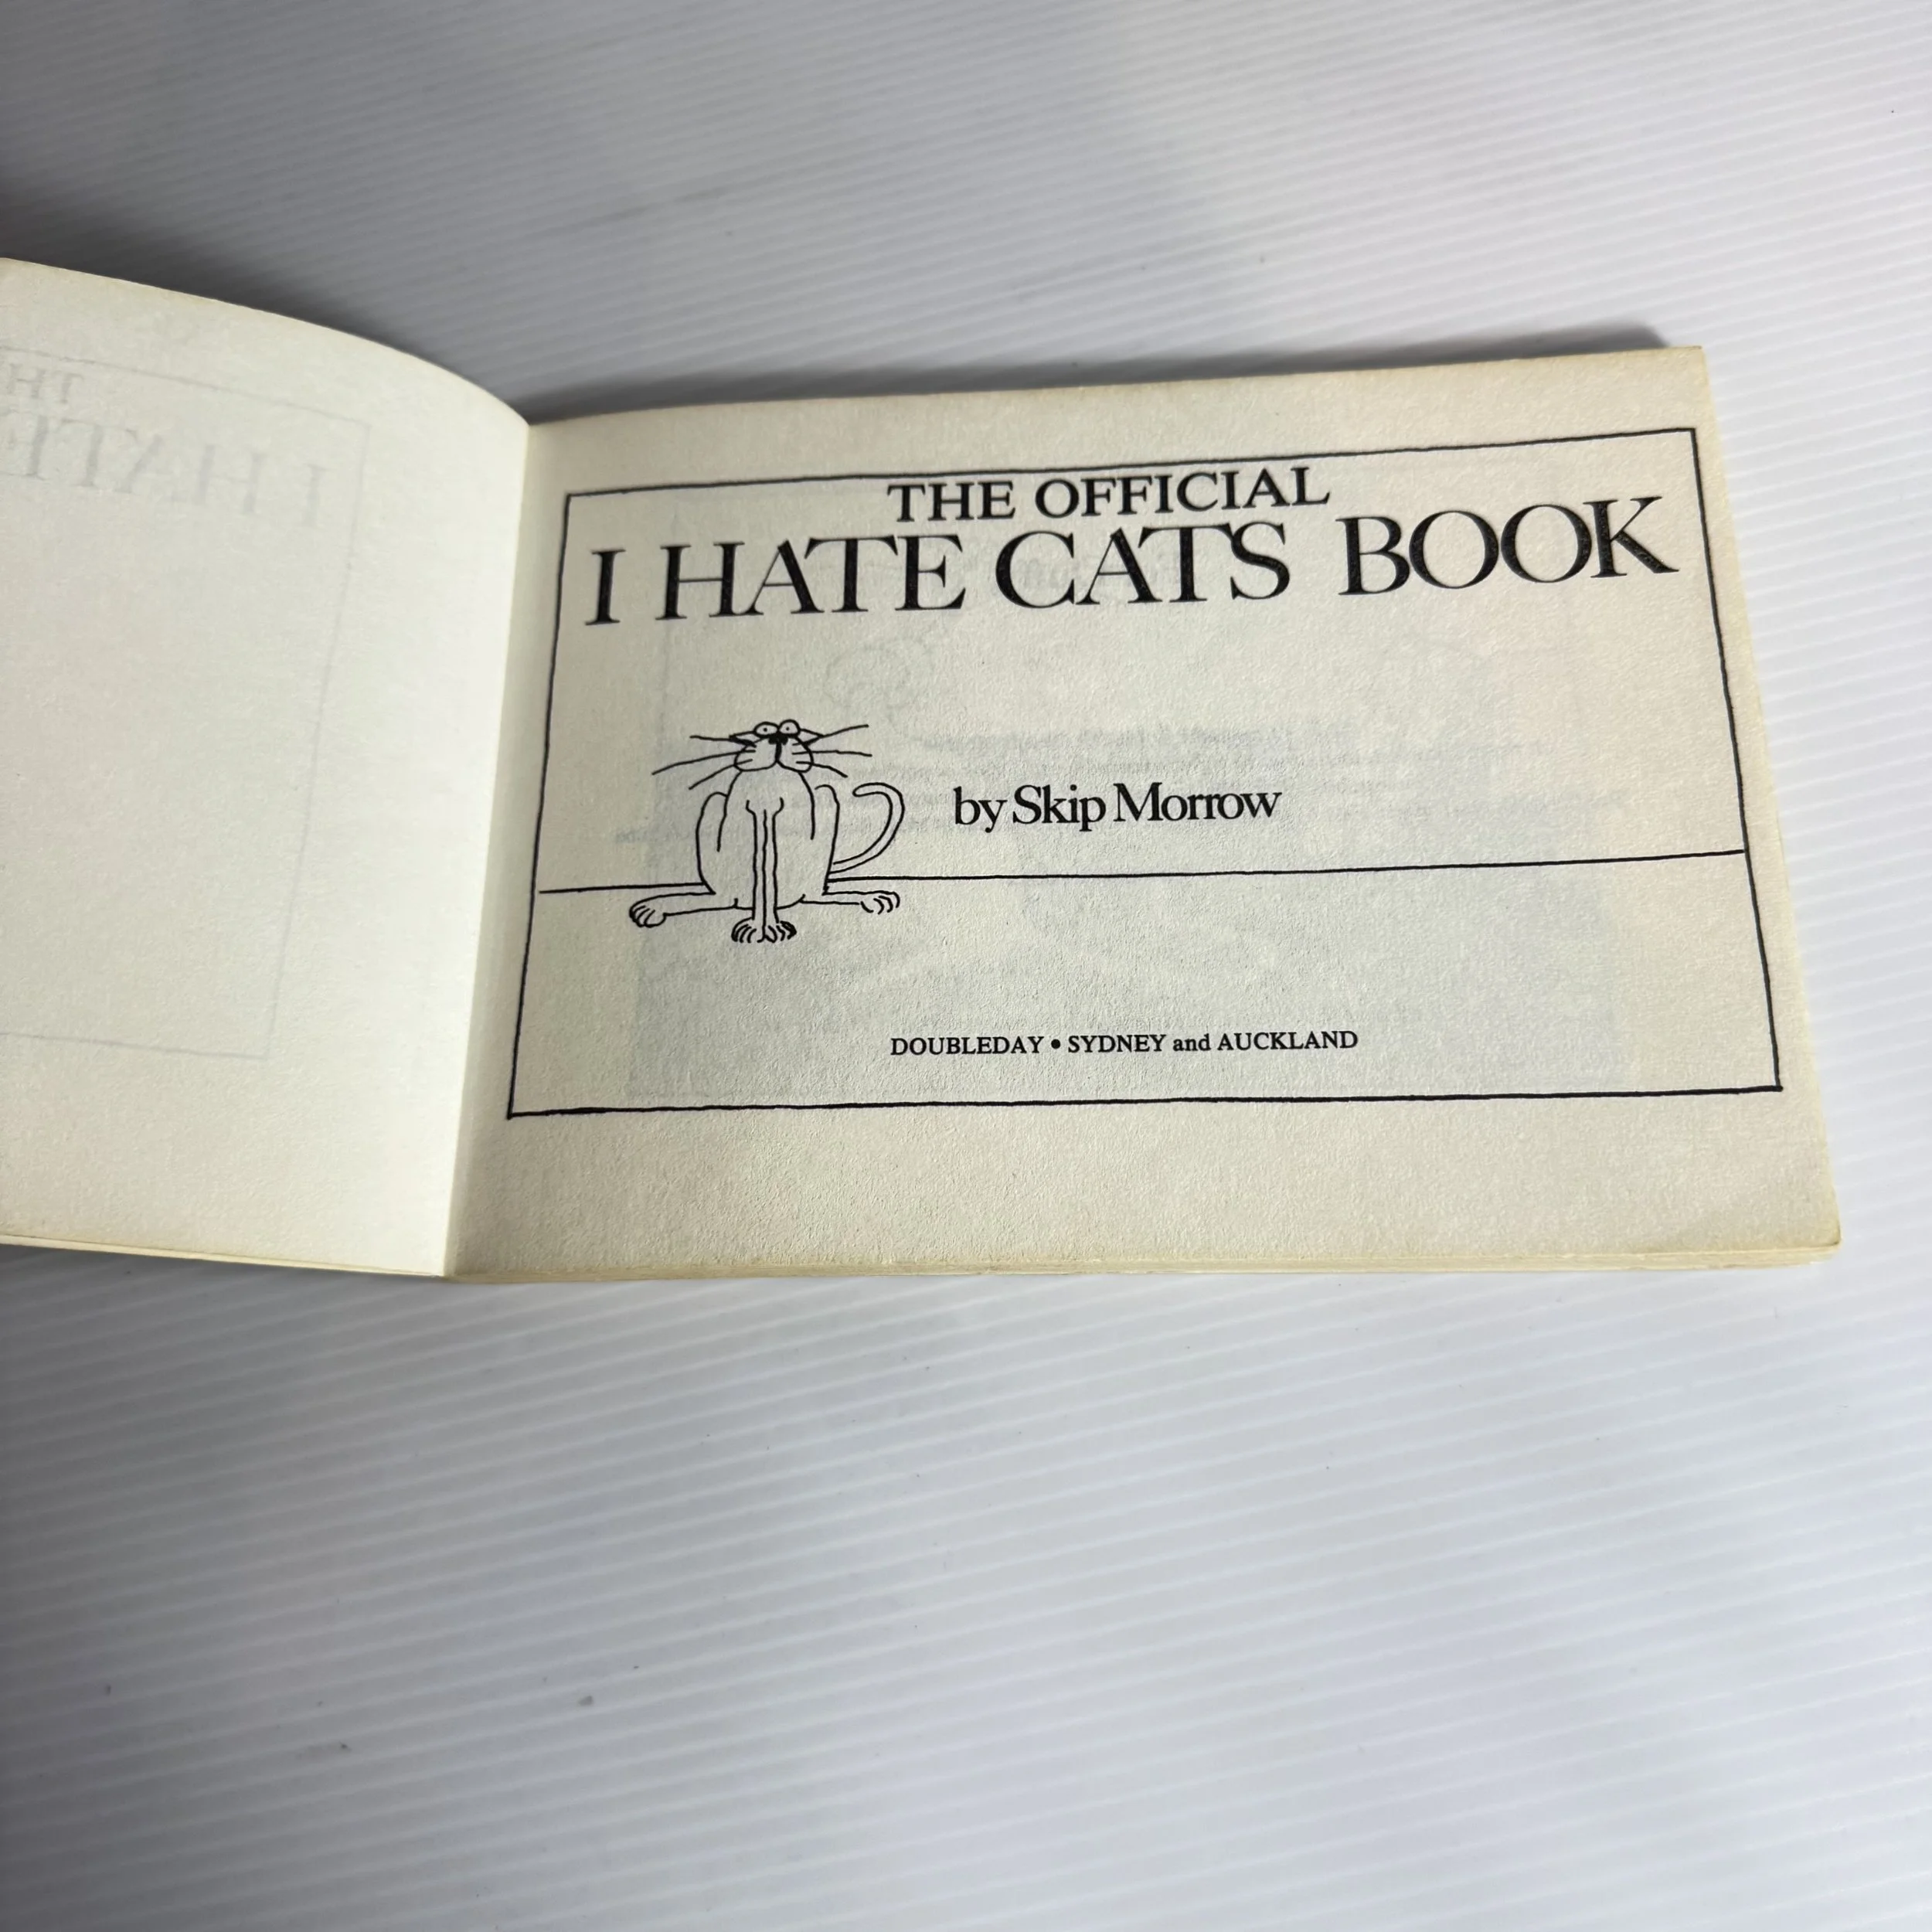 THE OFFICIAL
I HATE CATS BOOK
by Skip Morrow
DOUBLEDAY • SYDNEY and AUCKLAND